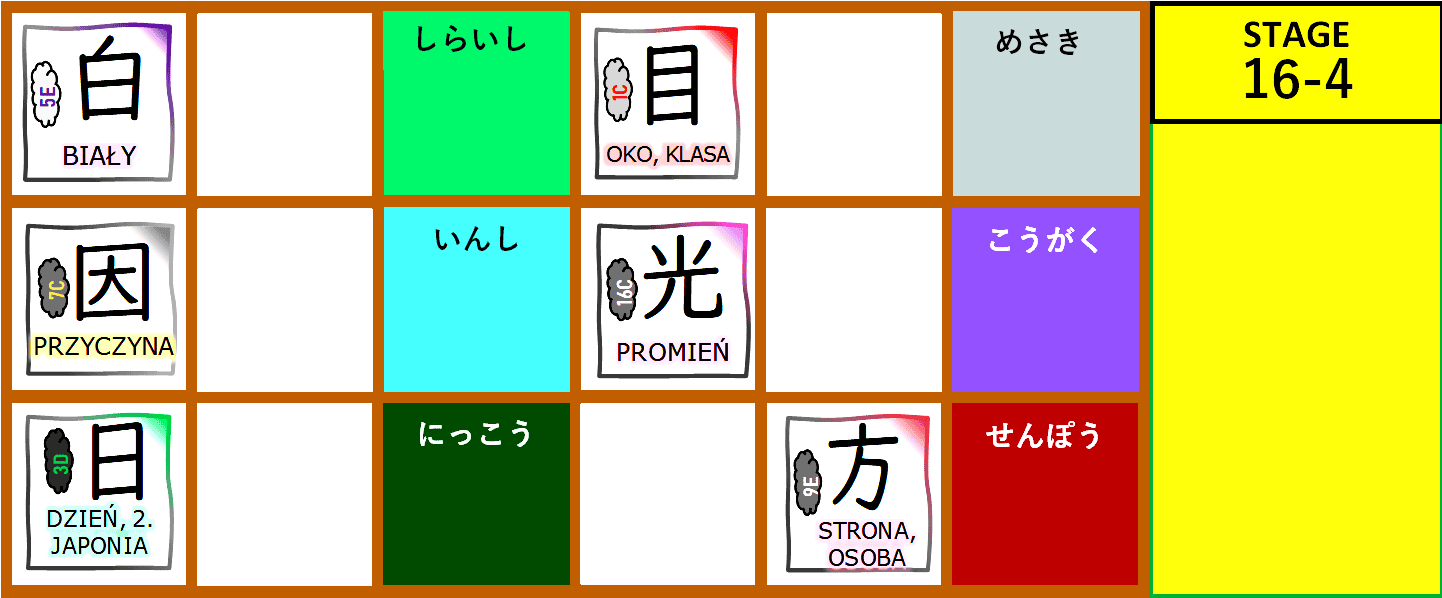 白
5E
BIAŁY
しらいし
目
1C
OKO, KLASA
めさき
STAGE
16-4
因
7C
PRZYCZYNA
いんし
光
16C
PROMIEŃ
こうがく
日
3D
DZIEŃ, 2.
JAPONIA
にっこう
方
9E
STRONA,
OSOBA
せんぽう